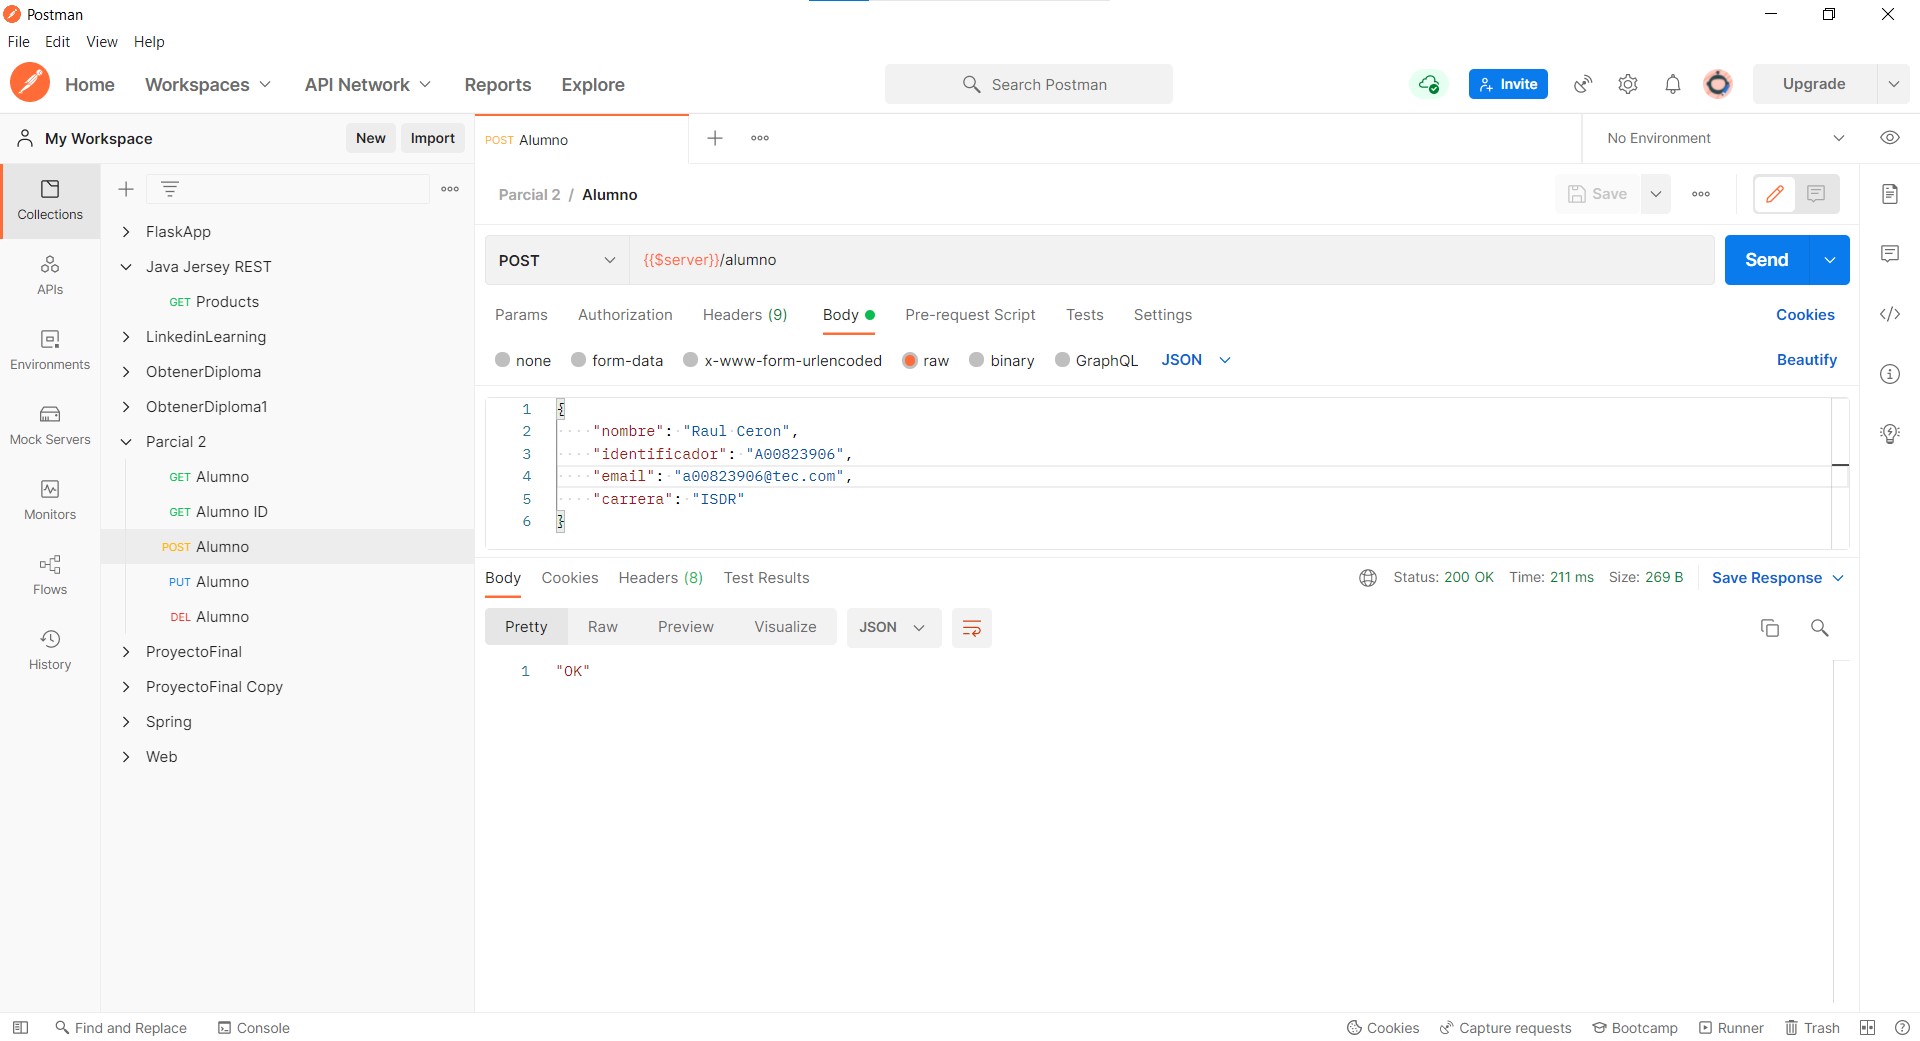 Postman
File Edit View Help
Home Workspaces API Network Reports Explore Search Postman Invite Upgrade
My Workspace New Import POST Alumno No Environment
Collections
APIs
Environments
Mock Servers
Monitors
Flows
History
FlaskApp
Java Jersey REST
GET Products
LinkedinLearning
ObtenerDiploma
ObtenerDiploma1
Parcial 2
GET Alumno
GET Alumno ID
POST Alumno
PUT Alumno
DEL Alumno
ProyectoFinal
ProyectoFinal Copy
Spring
Web
Parcial 2 / Alumno Save
POST {{$server}}/alumno Send
Params Authorization Headers (9) Body Pre-request Script Tests Settings Cookies
none form-data x-www-form-urlencoded raw binary GraphQL JSON Beautify
1 {
2 "nombre": "Raul Ceron",
3 "identificador": "A00823906",
4 "email": "a00823906@tec.com",
5 "carrera": "ISDR"
6 }
Body Cookies Headers (8) Test Results Status: 200 OK Time: 211 ms Size: 269 B Save Response
Pretty Raw Preview Visualize JSON
1 "OK"
Find and Replace Console Cookies Capture requests Bootcamp Runner Trash